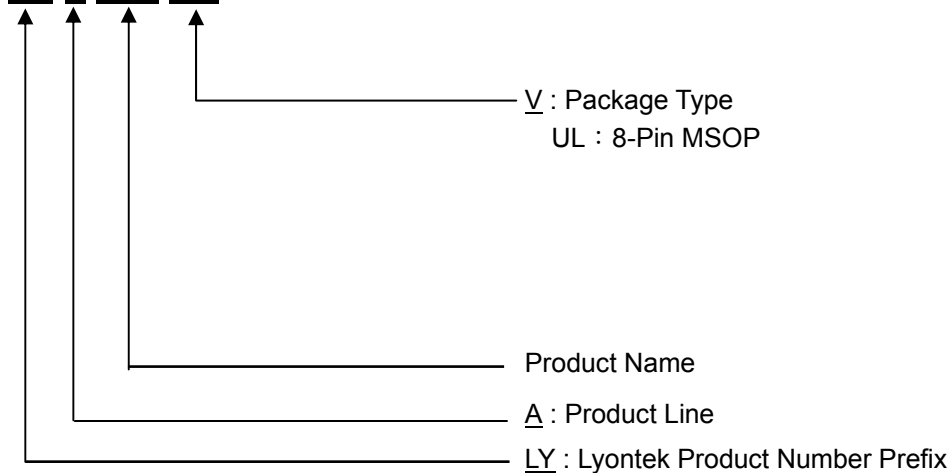 V : Package Type
UL : 8-Pin MSOP
Product Name
A : Product Line
LY : Lyontek Product Number Prefix